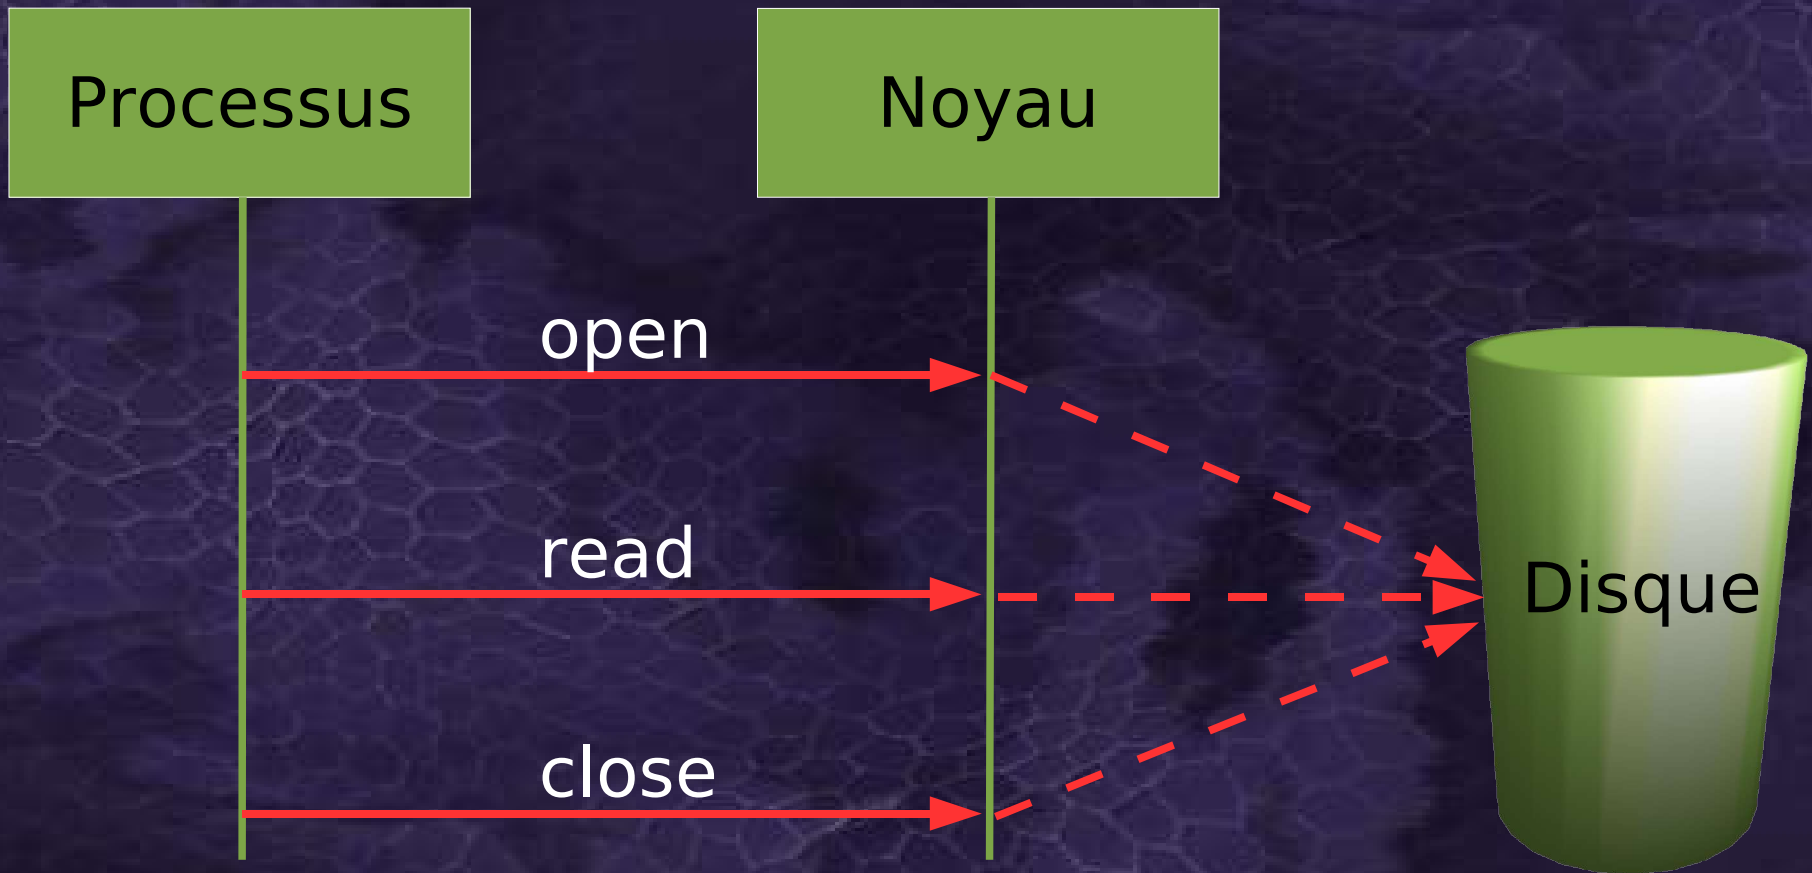 Processus
Noyau
open
read
Disque
close